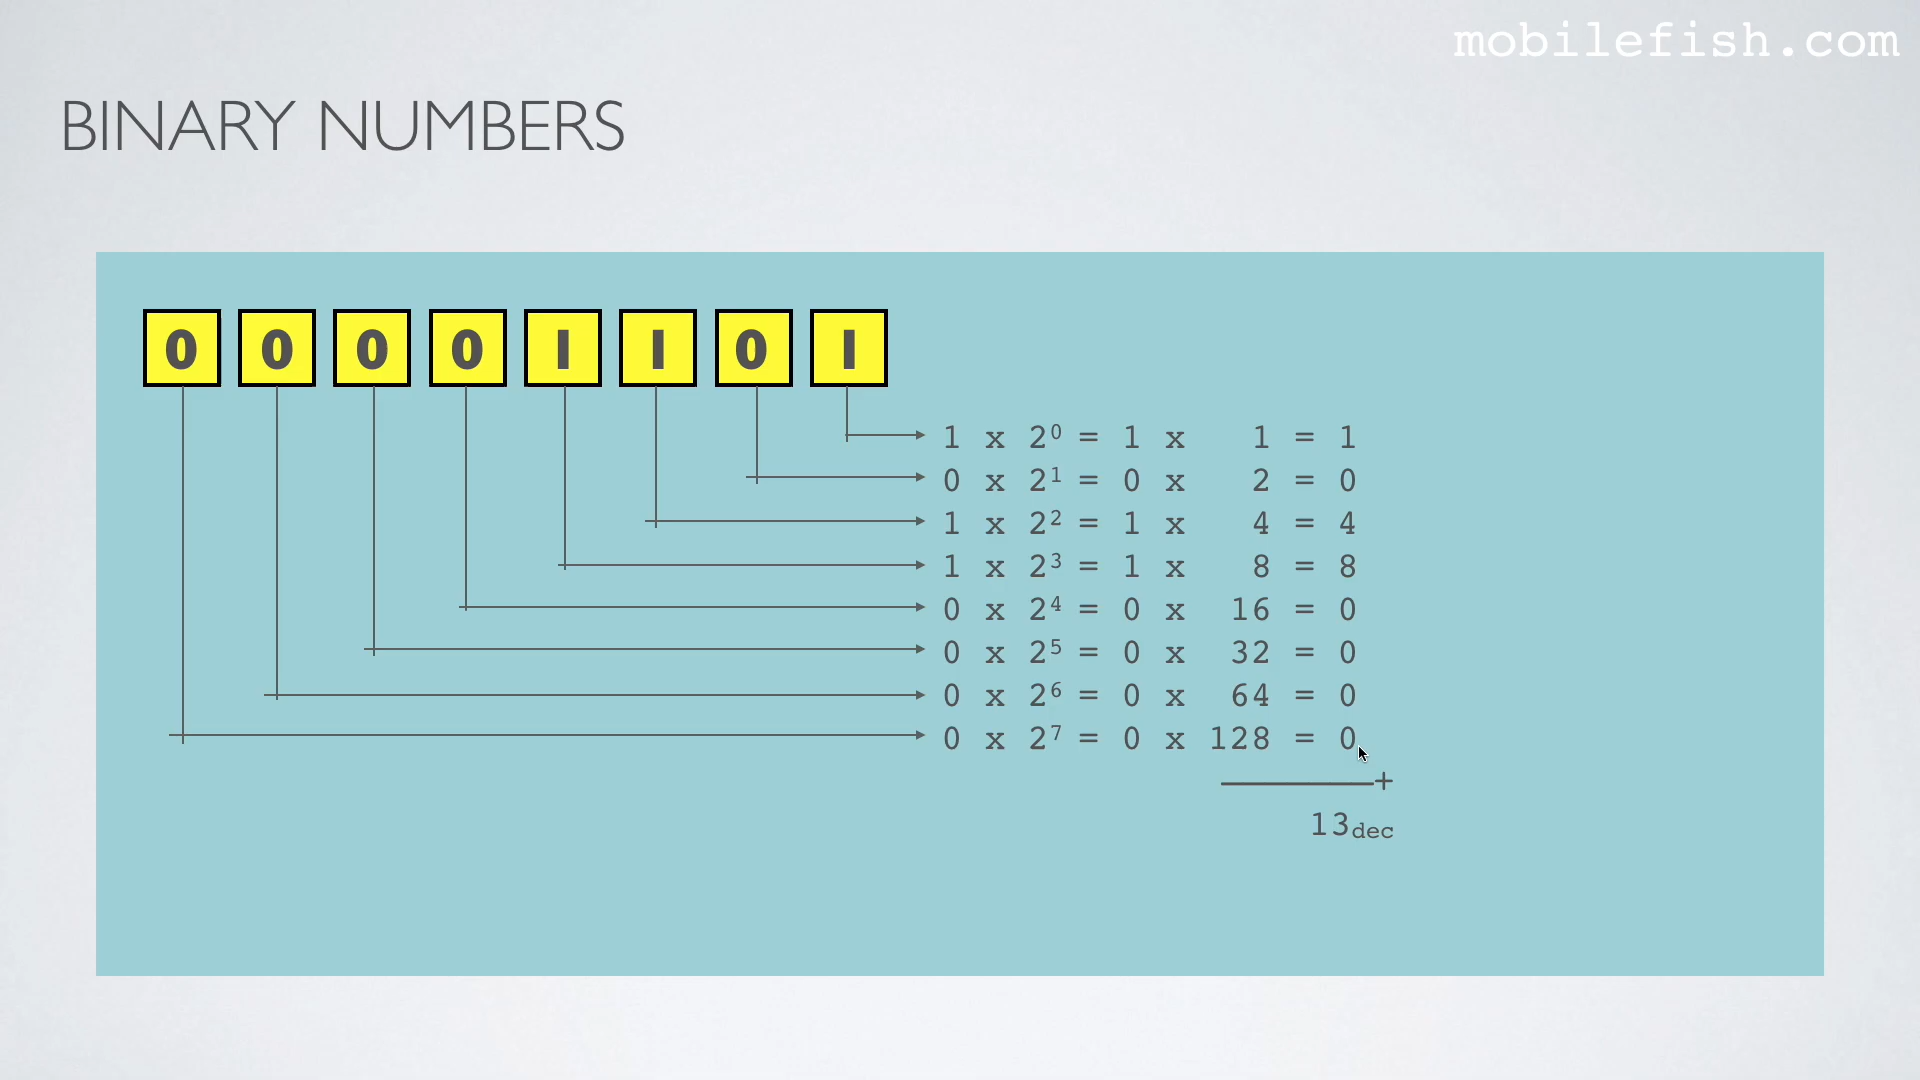 mobilefish.com
BINARY NUMBERS
0 0 0 0 1 1 0 1
1 x 2⁰ = 1 x 1 = 1
0 x 2¹ = 0 x 2 = 0
1 x 2² = 1 x 4 = 4
1 x 2³ = 1 x 8 = 8
0 x 2⁴ = 0 x 16 = 0
0 x 2⁵ = 0 x 32 = 0
0 x 2⁶ = 0 x 64 = 0
0 x 2⁷ = 0 x 128 = 0
+
13dec